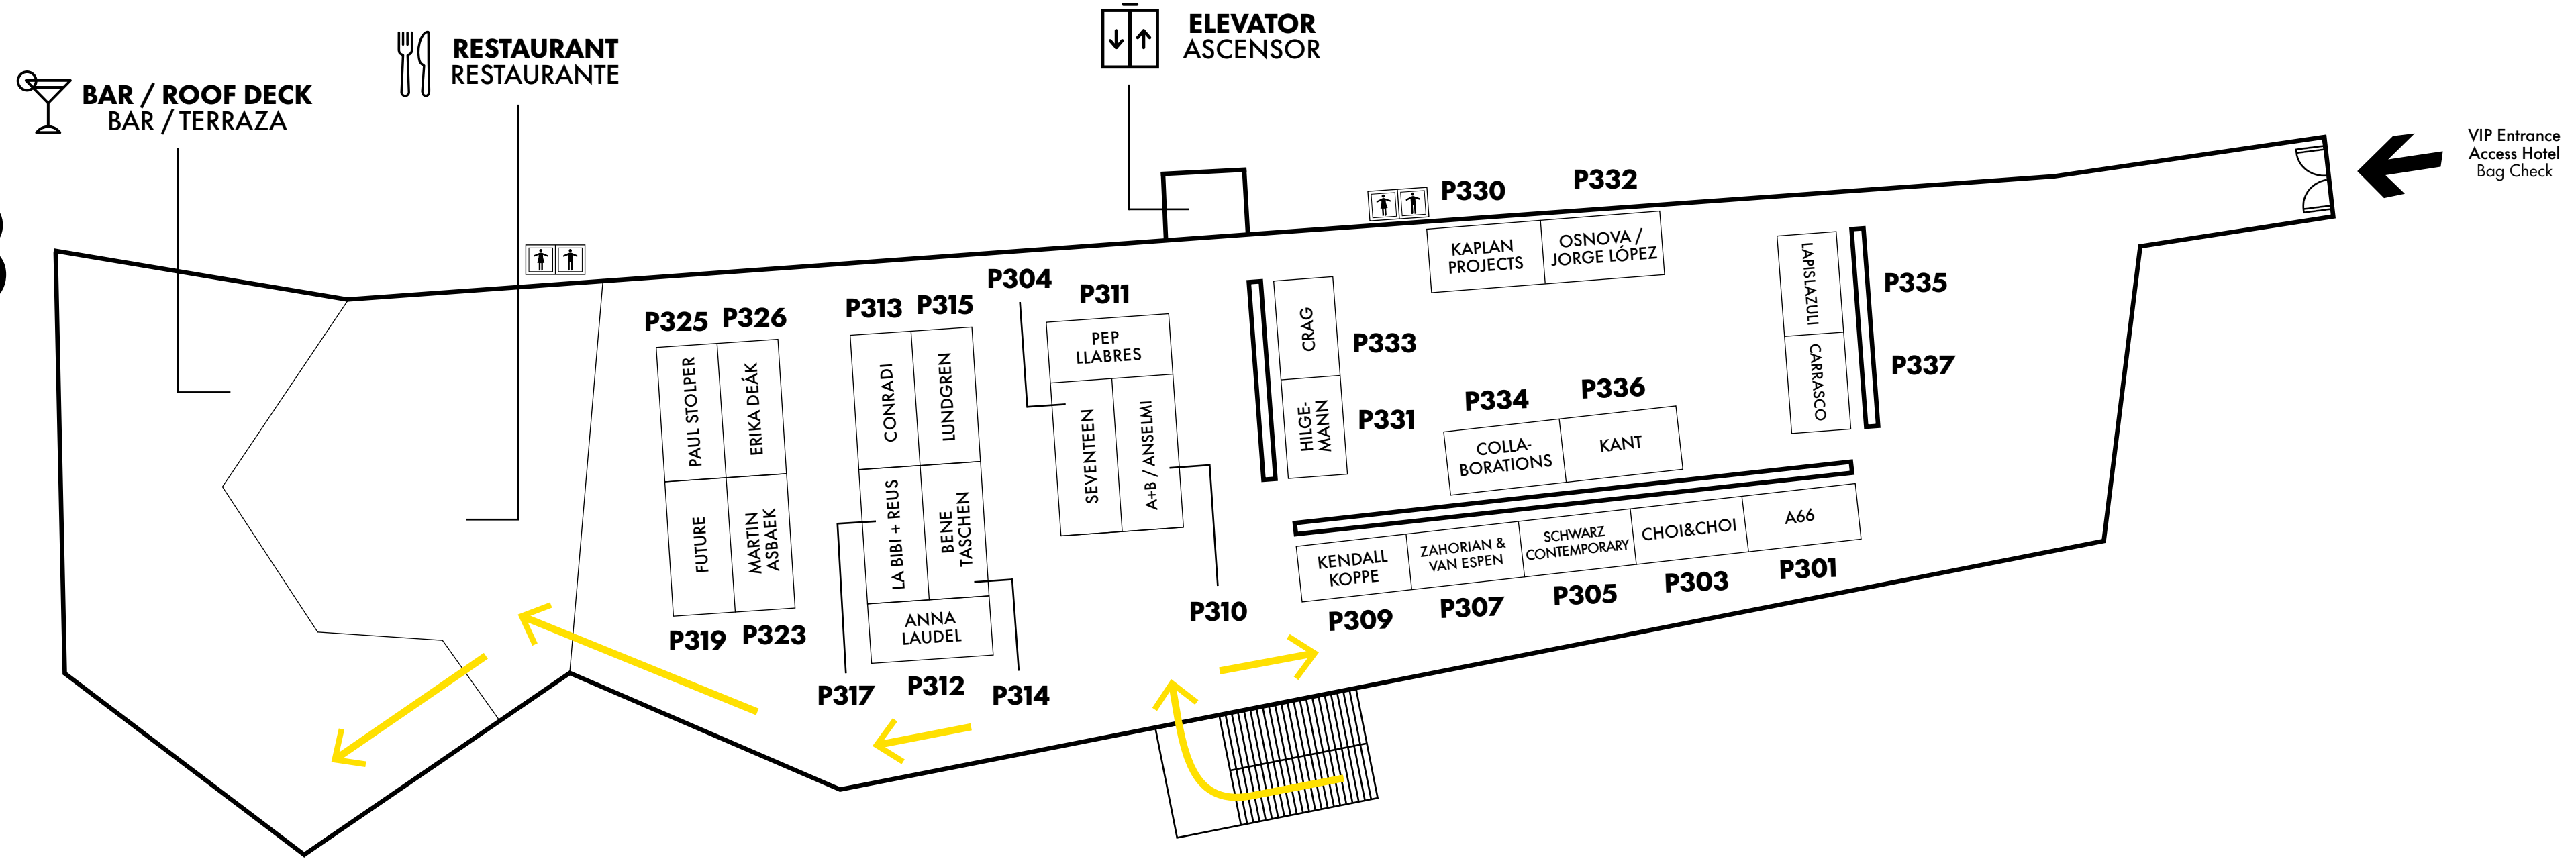 BAR / ROOF DECK
BAR / TERRAZA
RESTAURANT
RESTAURANTE
ELEVATOR
ASCENSOR
VIP Entrance
Access Hotel
Bag Check
P325
P326
PAUL STOLPER
ERIKA DEÁK
FUTURE
MARTIN
ASBAEK
P319
P323
P313
P315
CONRADI
LUNDGREN
LA BIBI + REUS
BENE
TASCHEN
ANNA
LAUDEL
P317
P312
P314
P304
P311
PEP
LLABRES
SEVENTEEN
A+B / ANSELMI
P310
CRAG
P333
HILGE-
MANN
P331
P330
P332
KAPLAN
PROJECTS
OSNOVA /
JORGE LÓPEZ
P334
P336
COLLA-
BORATIONS
KANT
LAPISLAZULI
P335
CARRASCO
P337
KENDALL
KOPPE
ZAHORIAN &
VAN ESPEN
SCHWARZ
CONTEMPORARY
CHOI&CHOI
A66
P309
P307
P305
P303
P301